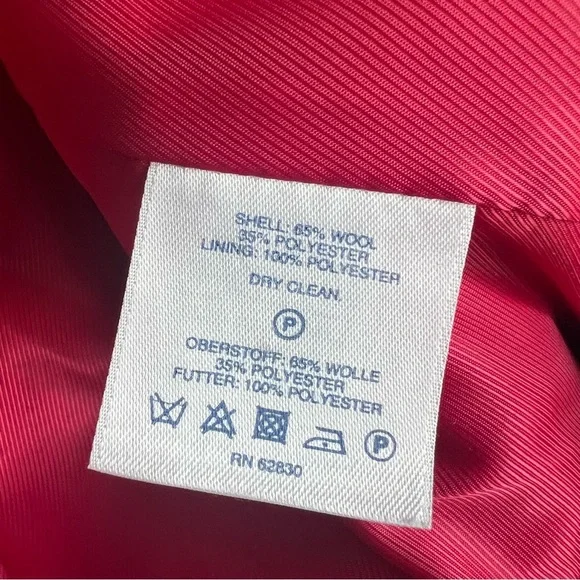 SHELL: 65% WOOL
35% POLYESTER
LINING: 100% POLYESTER
DRY CLEAN.
P
OBERSTOFF: 65% WOLLE
35% POLYESTER
FUTTER: 100% POLYESTER
P
RN 62830